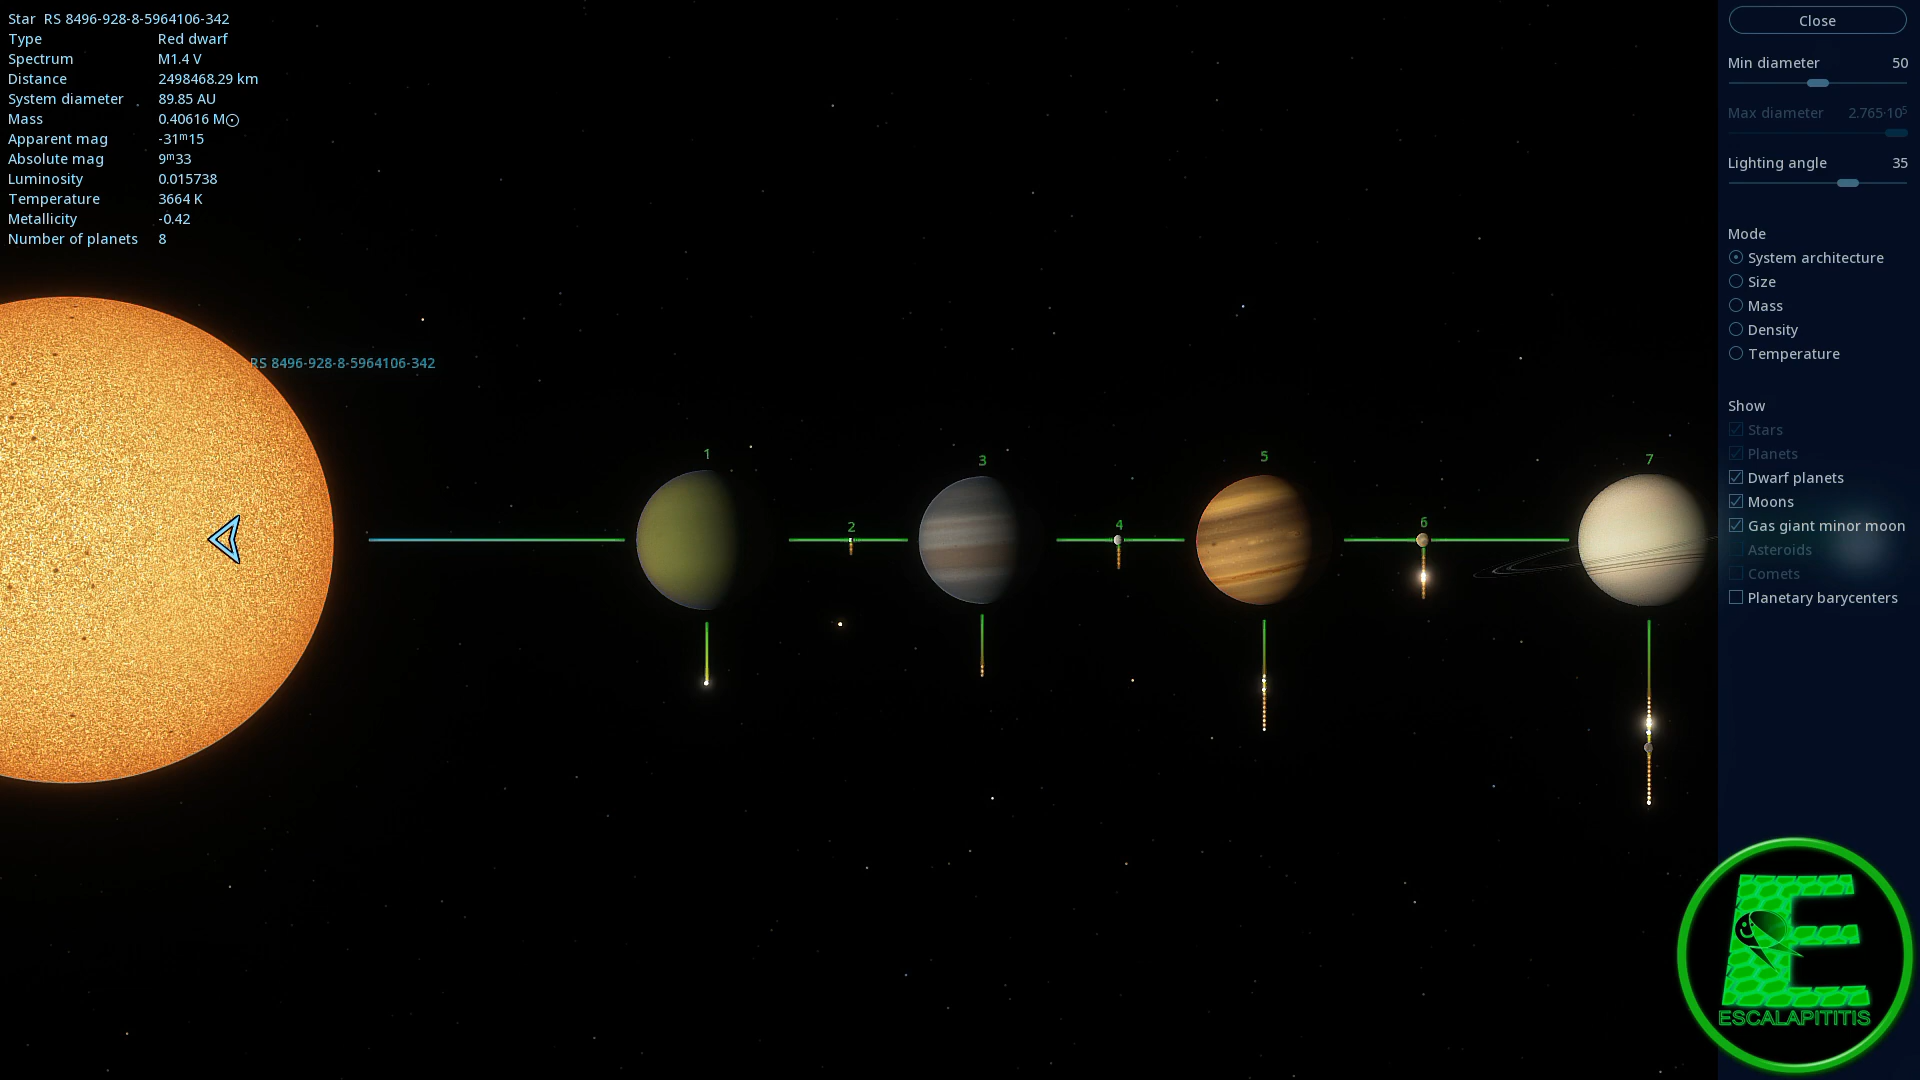 Star RS 8496-928-8-5964106-342
Type Red dwarf
Spectrum M1.4 V
Distance 2498468.29 km
System diameter 89.85 AU
Mass 0.40616 M☉
Apparent mag -31ᵐ15
Absolute mag 9ᵐ33
Luminosity 0.015738
Temperature 3664 K
Metallicity -0.42
Number of planets 8
RS 8496-928-8-5964106-342
1
2
3
4
5
6
7
Close
Min diameter 50
Max diameter 2.765·10⁵
Lighting angle 35
Mode
System architecture
Size
Mass
Density
Temperature
Show
Stars
Planets
Dwarf planets
Moons
Gas giant minor moon
Asteroids
Comets
Planetary barycenters
E
ESCALAPITITIS